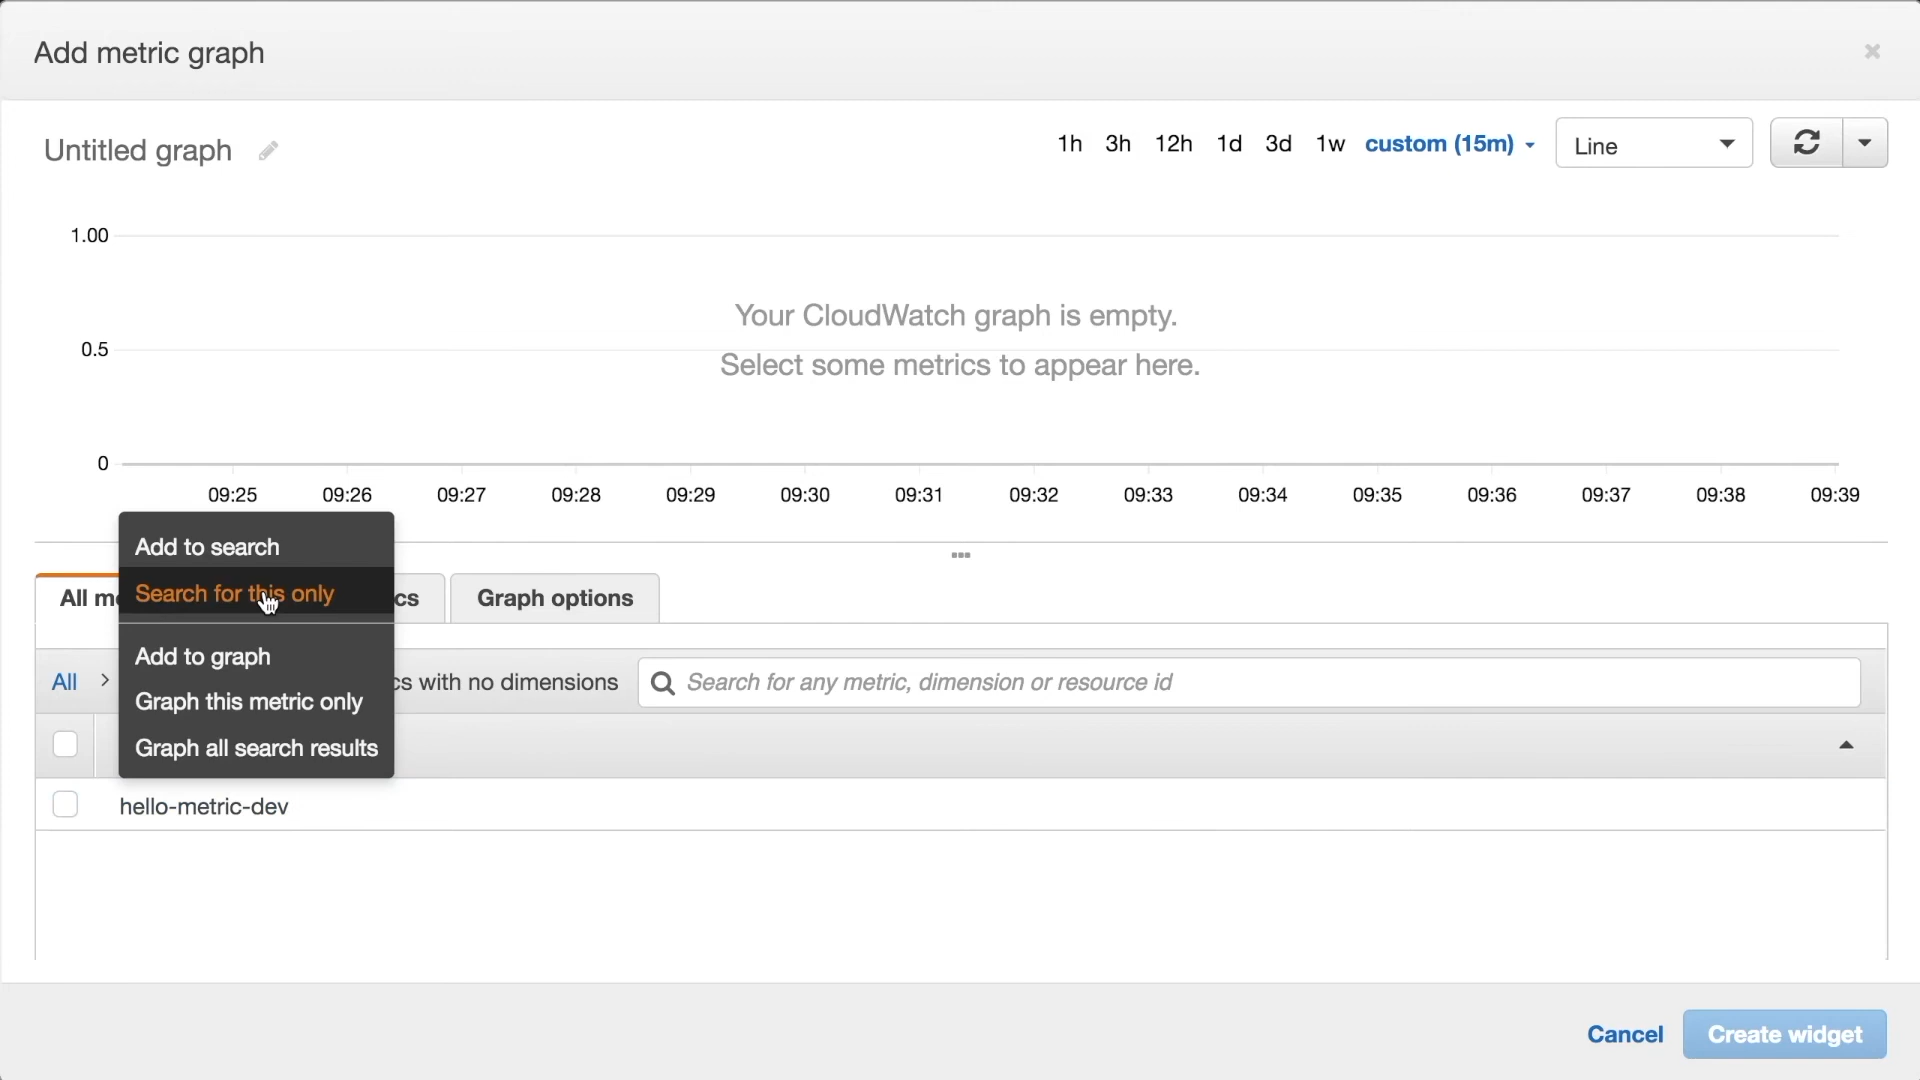 Add metric graph
×
Untitled graph
1h 3h 12h 1d 3d 1w custom (15m)
Line
1.00
0.5
0
Your CloudWatch graph is empty.
Select some metrics to appear here.
09:25 09:26 09:27 09:28 09:29 09:30 09:31 09:32 09:33 09:34 09:35 09:36 09:37 09:38 09:39
Add to search
Search for this only
Add to graph
Graph this metric only
Graph all search results
All me
cs
Graph options
All >
cs with no dimensions
Search for any metric, dimension or resource id
hello-metric-dev
Cancel
Create widget